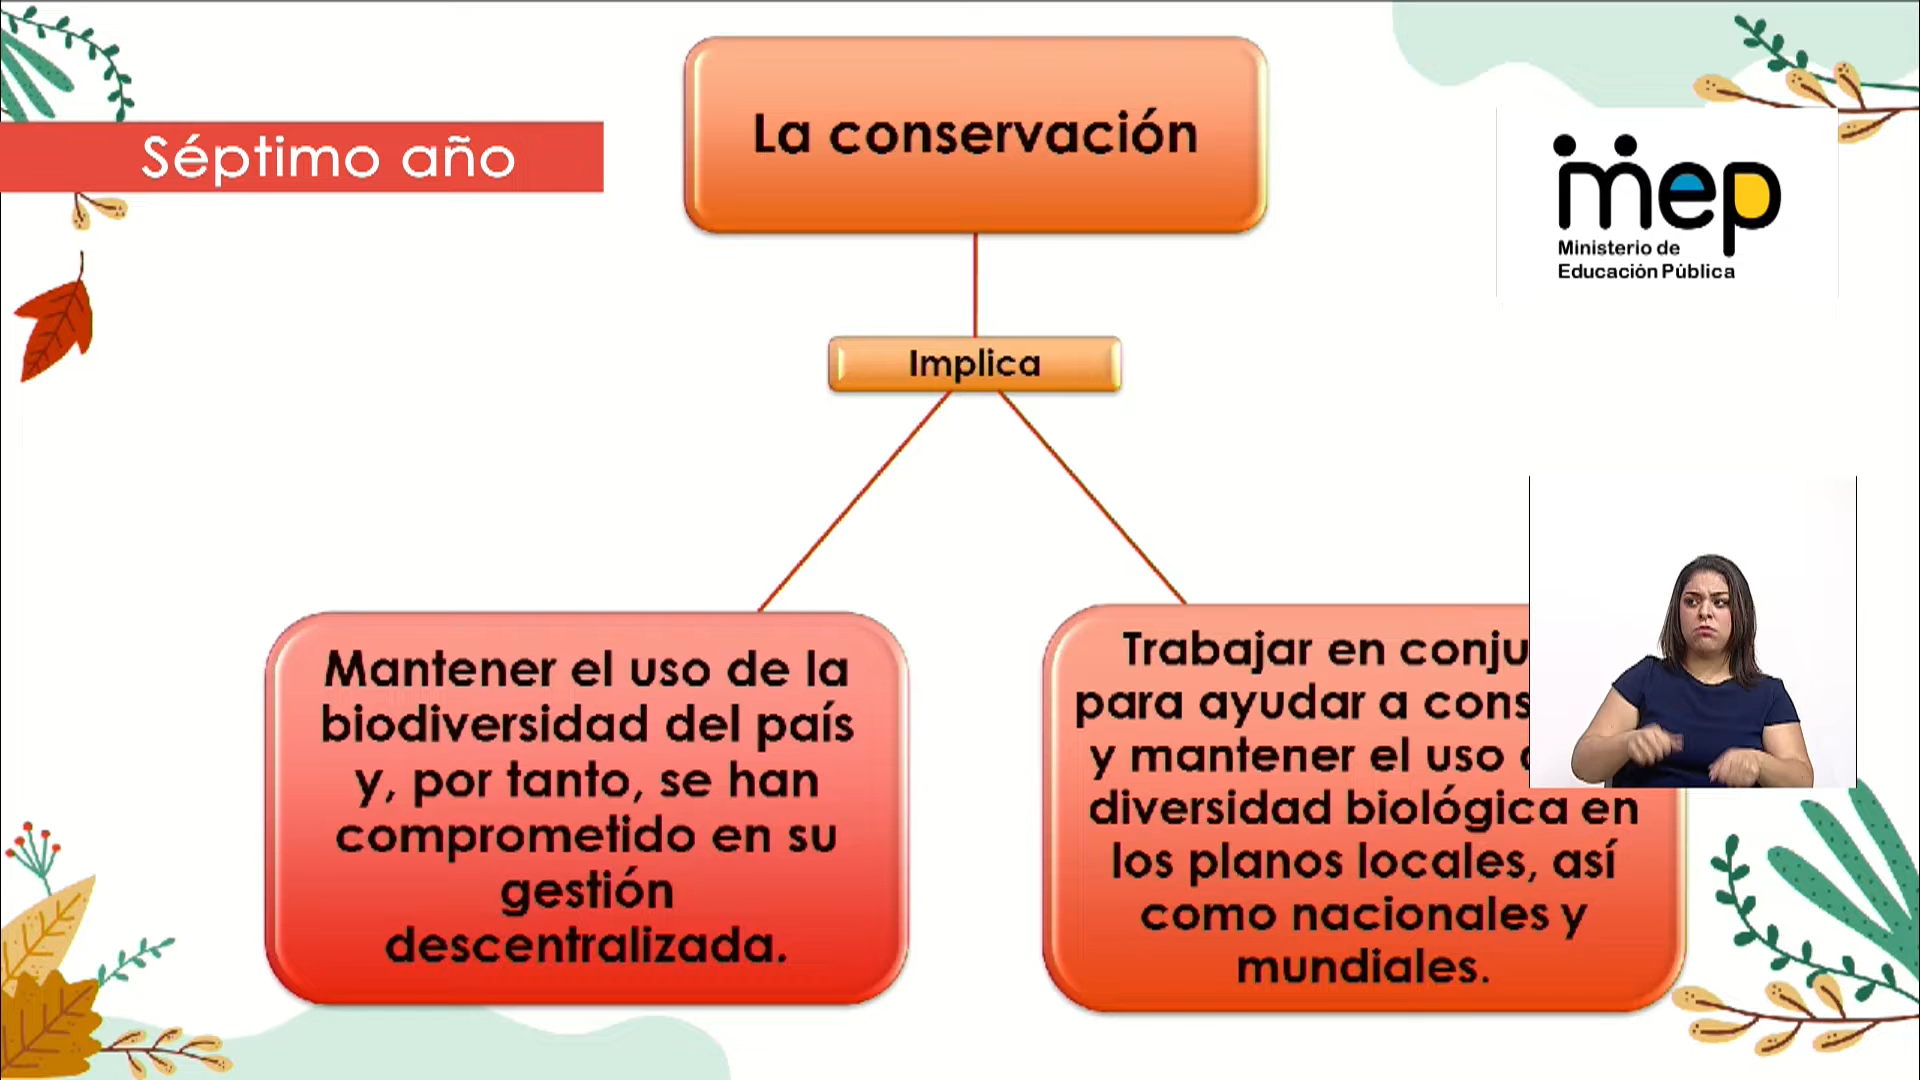 La conservación
Séptimo año
mep
Ministerio de
Educación Pública
Implica
Mantener el uso de la
biodiversidad del país
y, por tanto, se han
comprometido en su
gestión
descentralizada.
Trabajar en
para ayudar a
y mantener el uso
diversidad biológica en
los planos locales, así
como nacionales y
mundiales.